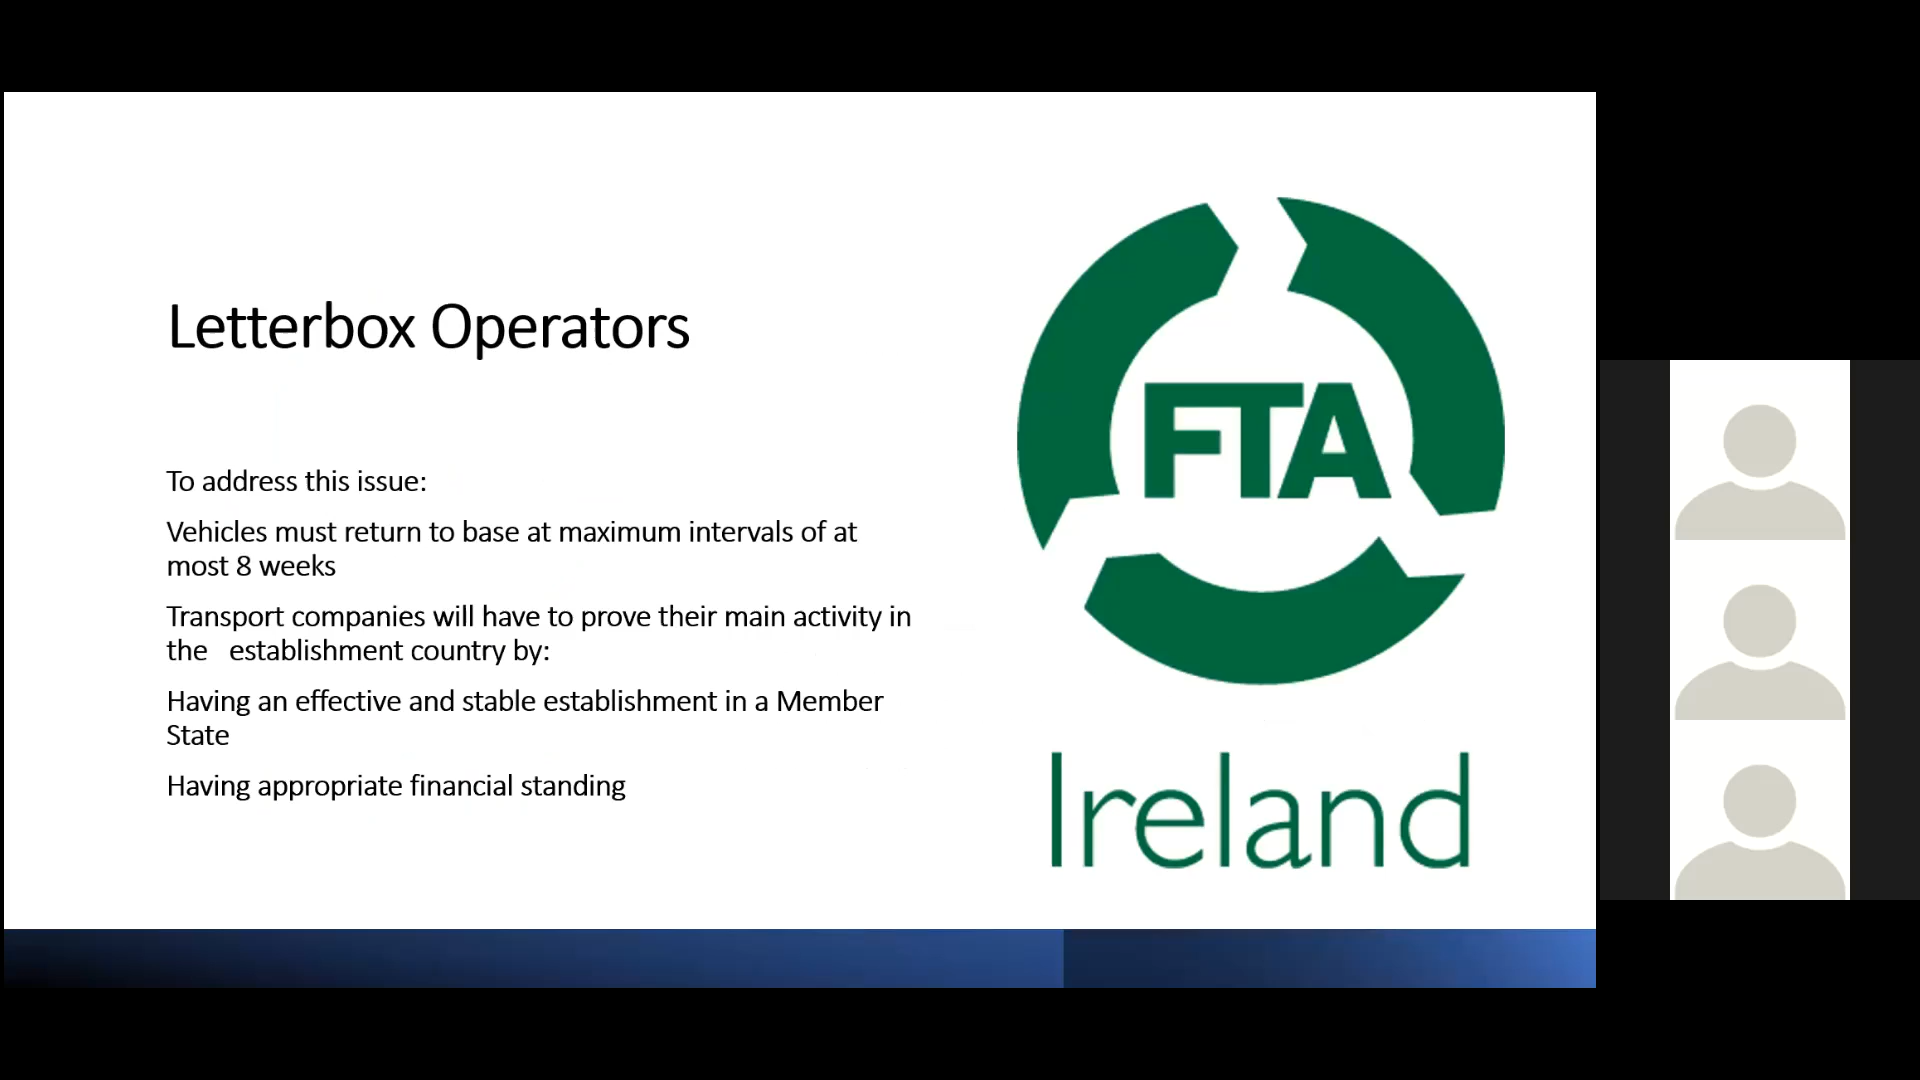 Letterbox Operators
To address this issue:
Vehicles must return to base at maximum intervals of at
most 8 weeks
Transport companies will have to prove their main activity in
the   establishment country by:
Having an effective and stable establishment in a Member
State
Having appropriate financial standing
FTA
Ireland